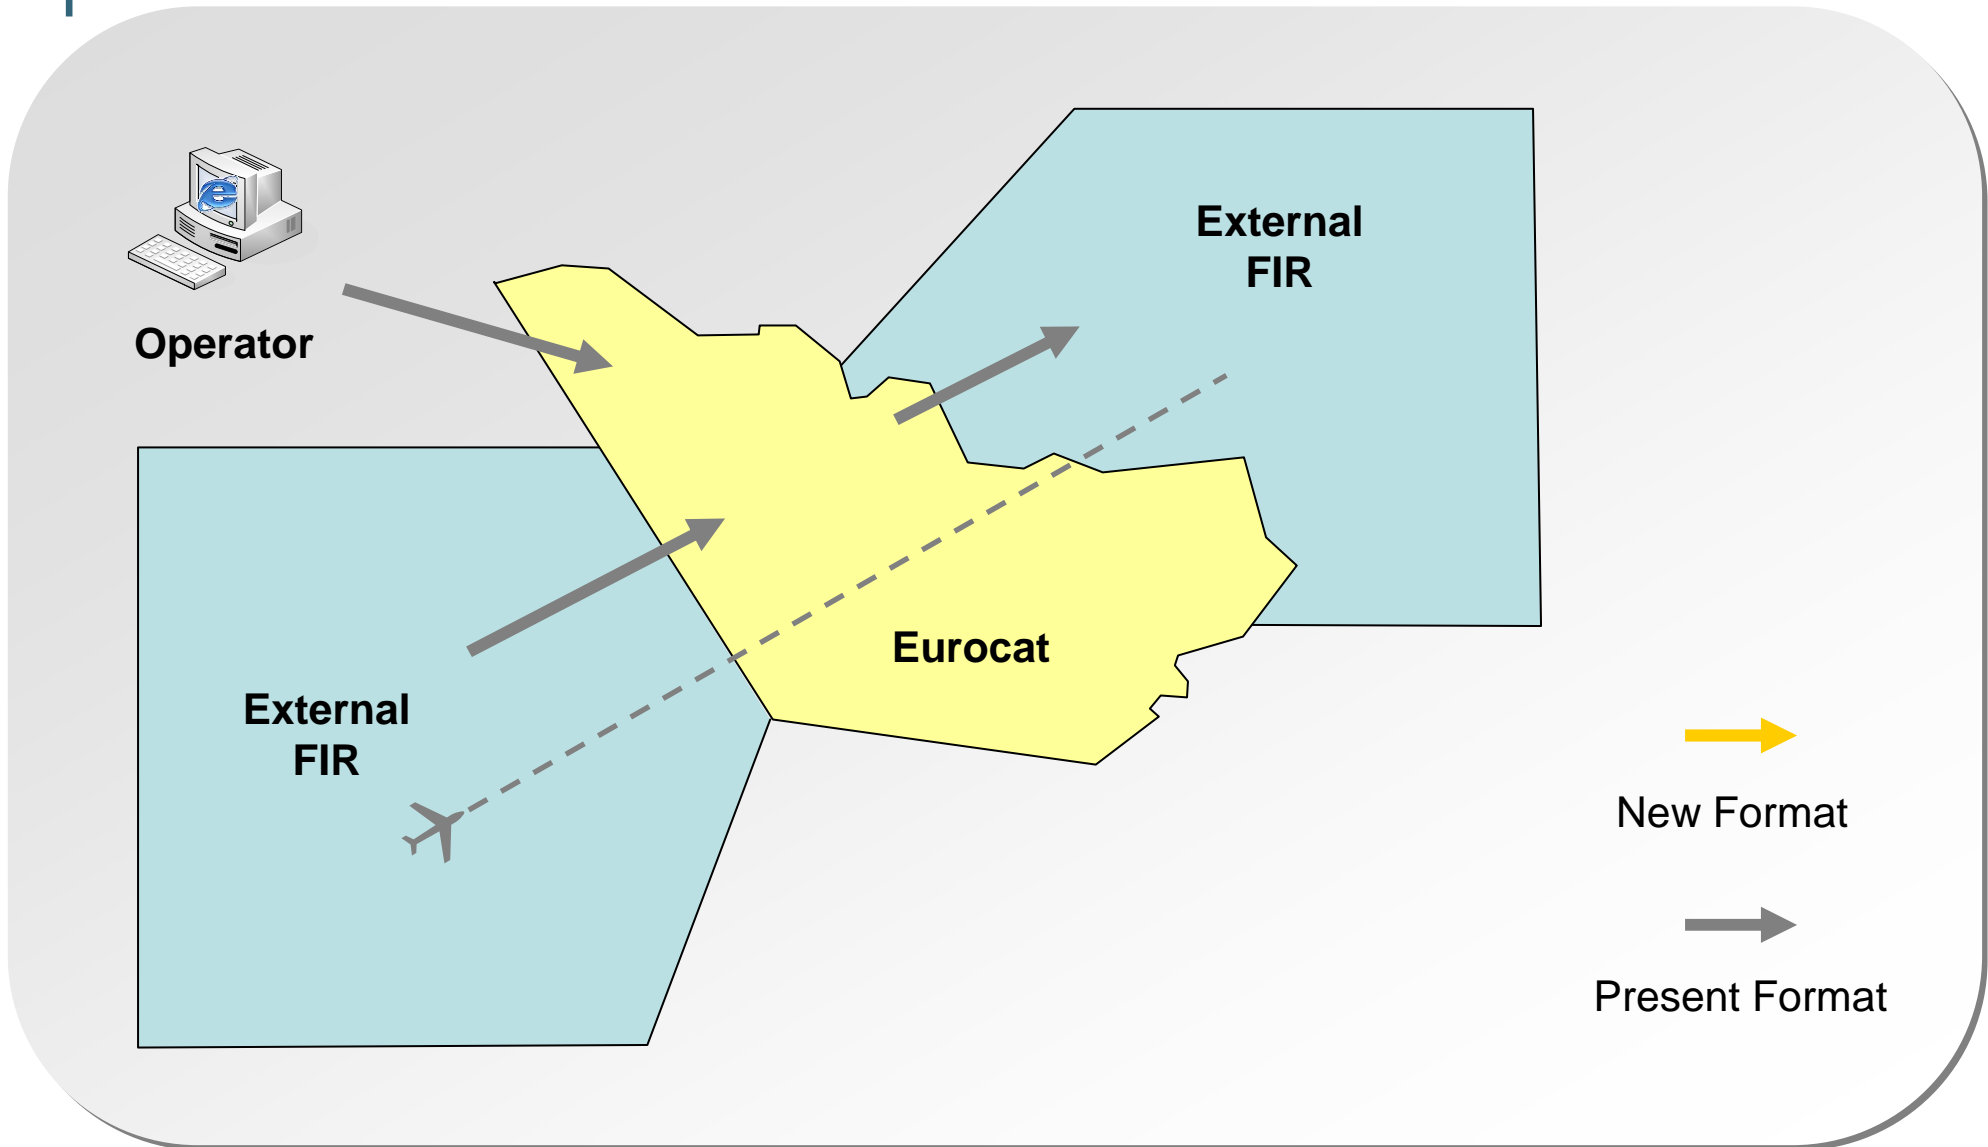 External
FIR
Operator
Eurocat
External
FIR
New Format
Present Format